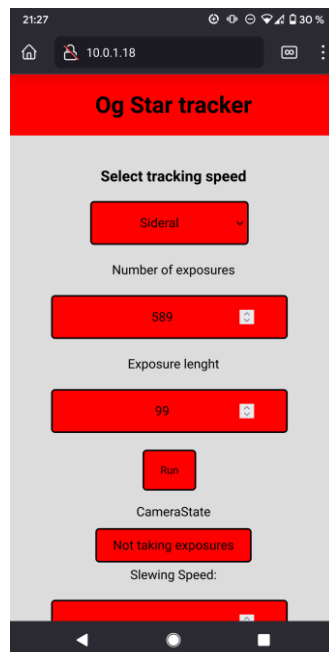 21:27
30 %
10.0.1.18
Og Star tracker
Select tracking speed
Sideral
Number of exposures
589
Exposure lenght
99
Run
CameraState
Not taking exposures
Slewing Speed: